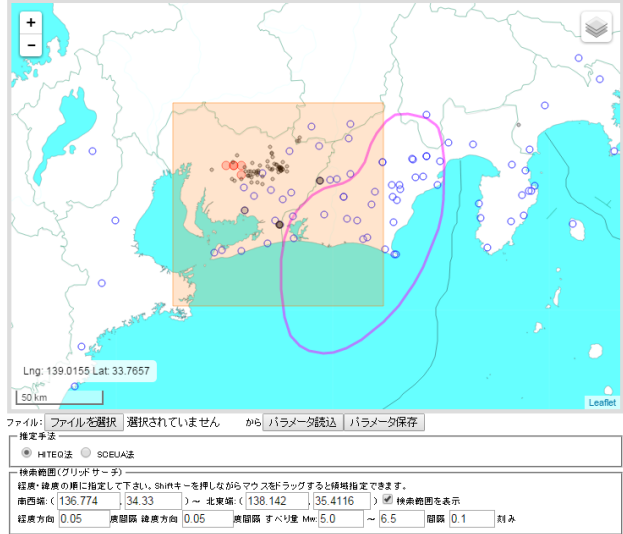 +
−
Lng: 139.0155 Lat: 33.7657
50 km
Leaflet
ファイル: ファイルを選択 選択されていません から パラメータ読込 パラメータ保存
推定手法
HITEQ法 SCEUA法
検索範囲(グリッドサーチ)
経度・緯度の順に指定して下さい。Shiftキーを押しながらマウスをドラッグすると領域指定できます。
南西端: ( 136.774 , 34.33 ) ～ 北東端: ( 138.142 , 35.4116 ) 検索範囲を表示
経度方向 0.05 度間隔 緯度方向 0.05 度間隔 すべり量 Mw: 5.0 ～ 6.5 間隔 0.1 刻み